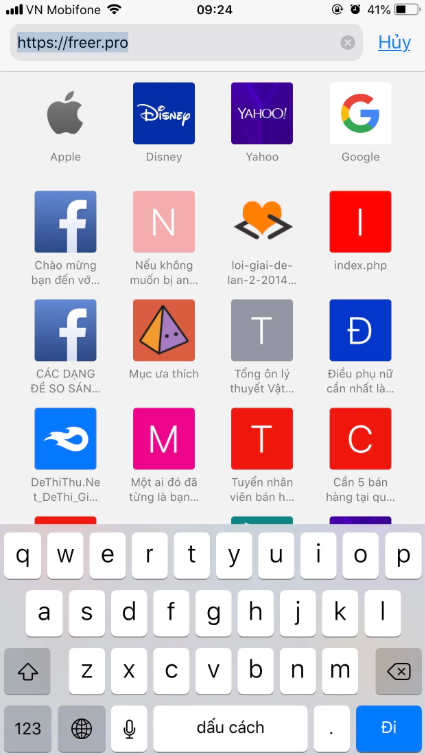 VN Mobifone 09:24 41%
https://freer.pro Hủy
DISNEY YAHOO! G
Apple Disney Yahoo Google
f N I
Chào mừng Nếu không loi-giai-de- index.php
bạn đến vớ... muốn bị an... lan-2-2014...
f T Đ
CÁC DẠNG Mục ưa thích Tổng ôn lý Điều phụ nữ
ĐỀ SO SÁN... thuyết Vật... cần nhất là...
M T C
DeThiThu.Ne Một ai đó đã Tuyển nhân Cần 5 bán
t_DeThi_Gi... từng là bạn... viên bán h... hàng tại qu...
q w e r t y u i o p
a s d f g h j k l
z x c v b n m
123 dấu cách . Đi